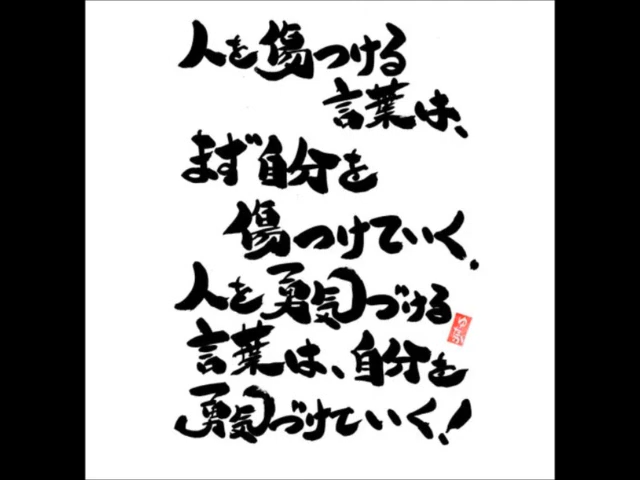 人を傷つける
言葉は、
まず自分を
傷つけていく.
人を勇気づける
言葉は、自分を
勇気づけていく!